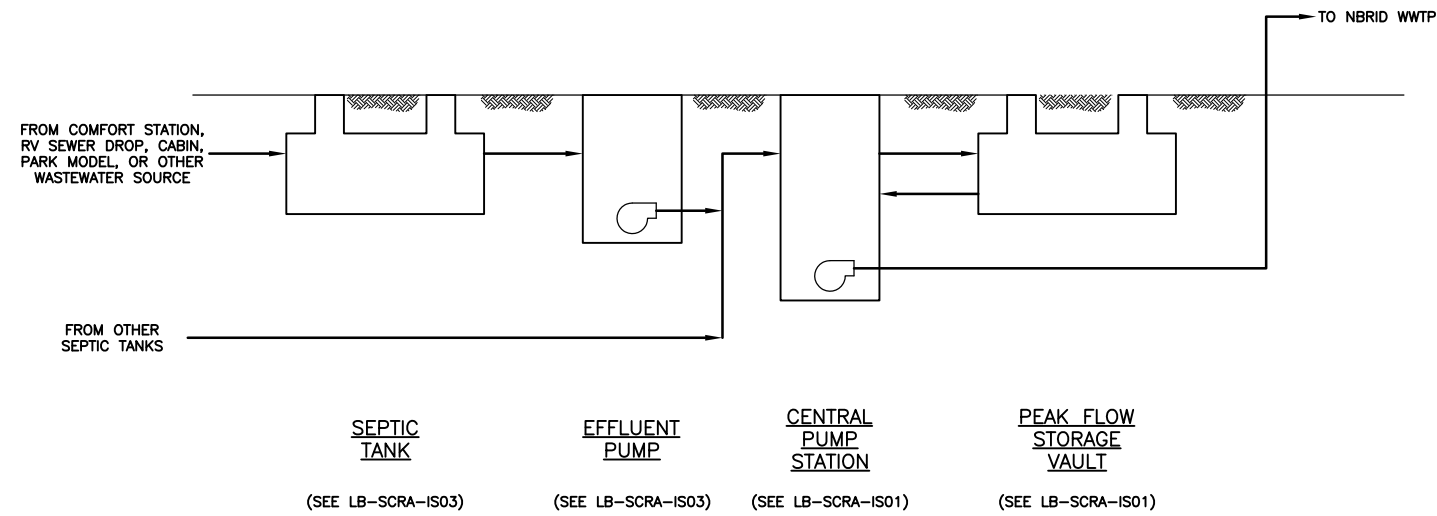 TO NBRID WWTP
FROM COMFORT STATION,
RV SEWER DROP, CABIN,
PARK MODEL, OR OTHER
WASTEWATER SOURCE
FROM OTHER
SEPTIC TANKS
SEPTIC
TANK
(SEE LB-SCRA-IS03)
EFFLUENT
PUMP
(SEE LB-SCRA-IS03)
CENTRAL
PUMP
STATION
(SEE LB-SCRA-IS01)
PEAK FLOW
STORAGE
VAULT
(SEE LB-SCRA-IS01)